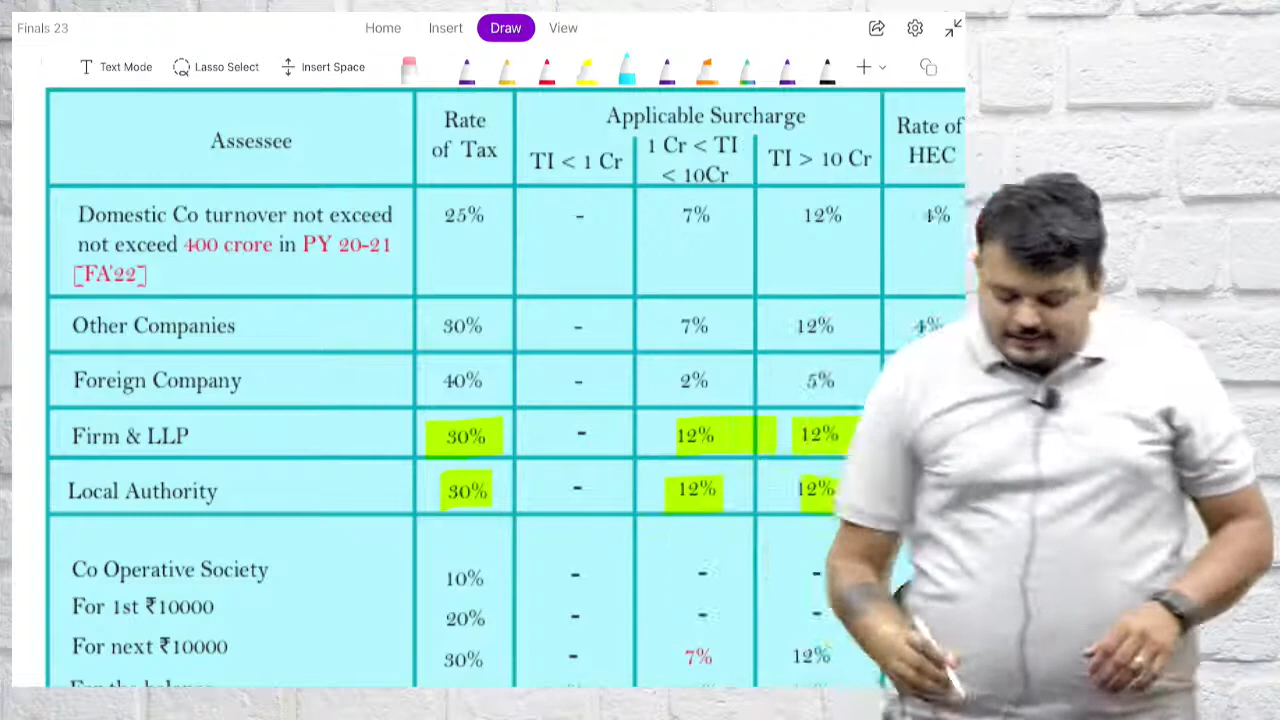 Finals 23
Home Insert Draw View
Text Mode Lasso Select Insert Space
Assessee
Rate of Tax
Applicable Surcharge
TI < 1 Cr
1 Cr < TI < 10Cr
TI > 10 Cr
Rate of HEC
Domestic Co turnover not exceed 25% - 7% 12% 4%
not exceed 400 crore in PY 20-21
[FA'22]
Other Companies 30% - 7% 12% 4%
Foreign Company 40% - 2% 5%
Firm & LLP 30% - 12% 12%
Local Authority 30% - 12% 12%
Co Operative Society
10% - - -
For 1st ₹10000
20% - - -
For next ₹10000
30% - 7% 12%
For the balance